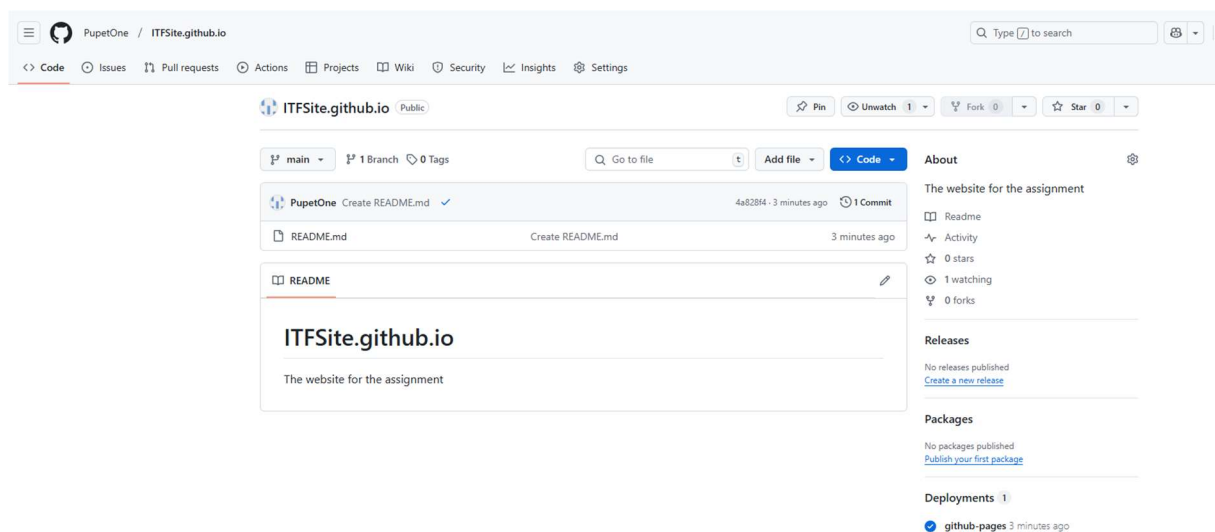 PupetOne / ITFSite.github.io
Type / to search
Code Issues Pull requests Actions Projects Wiki Security Insights Settings
ITFSite.github.io Public
Pin Unwatch 1 Fork 0 Star 0
main 1 Branch 0 Tags Go to file t Add file Code
PupetOne Create README.md 4a828f4 · 3 minutes ago 1 Commit
README.md Create README.md 3 minutes ago
README
ITFSite.github.io
The website for the assignment
About
The website for the assignment
Readme
Activity
0 stars
1 watching
0 forks
Releases
No releases published
Create a new release
Packages
No packages published
Publish your first package
Deployments 1
github-pages 3 minutes ago